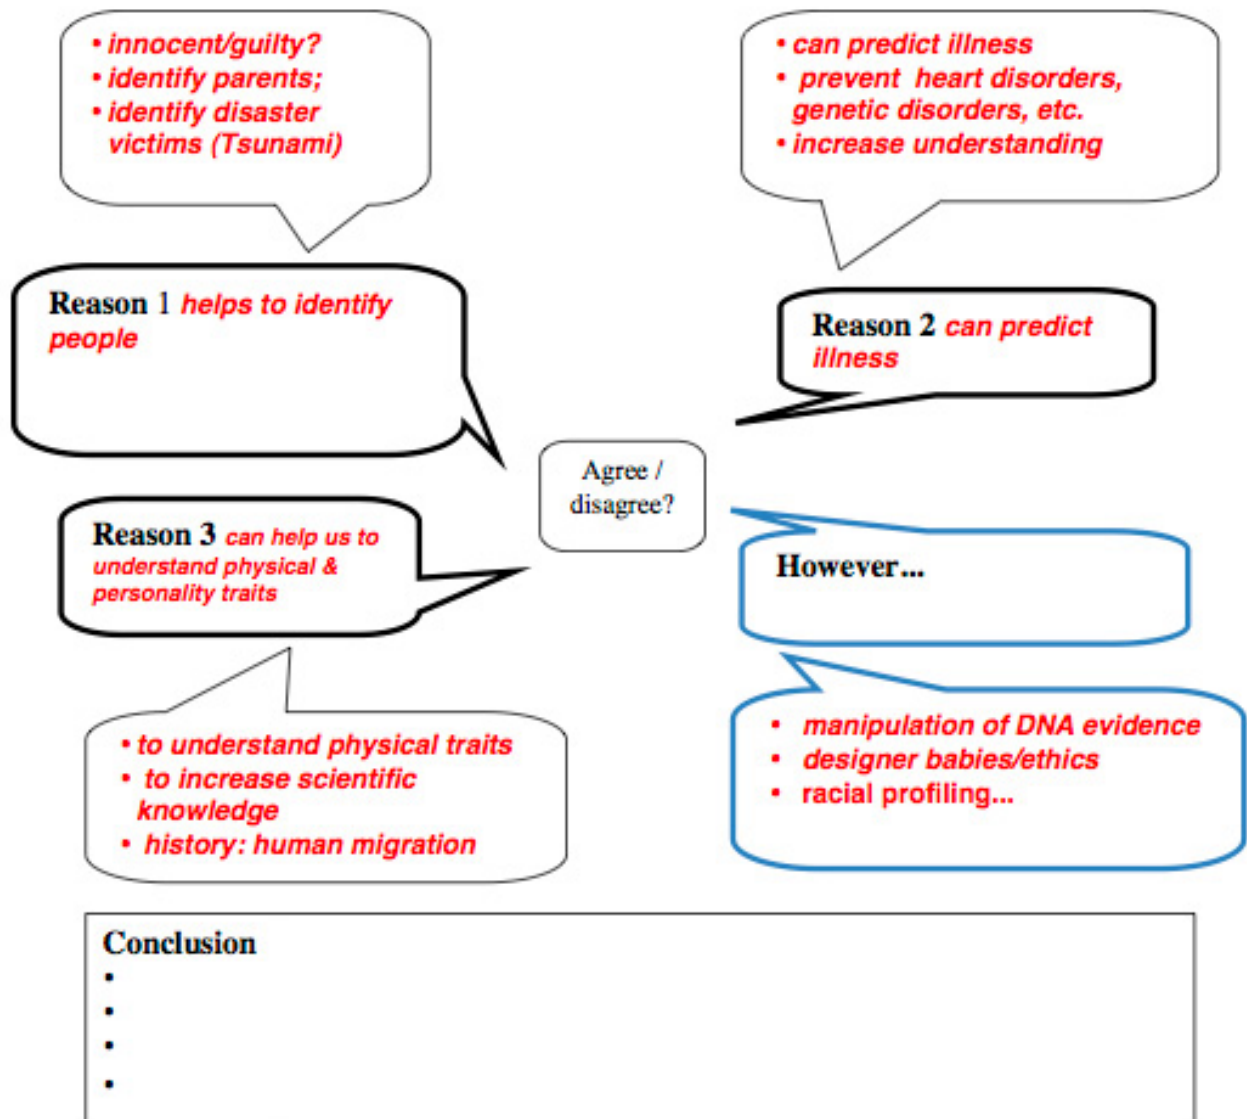 • innocent/guilty?
• identify parents;
• identify disaster
victims (Tsunami)
• can predict illness
• prevent heart disorders,
genetic disorders, etc.
• increase understanding
Reason 1 helps to identify
people
Reason 2 can predict
illness
Agree /
disagree?
Reason 3 can help us to
understand physical &
personality traits
However...
• to understand physical traits
• to increase scientific
knowledge
• history: human migration
• manipulation of DNA evidence
• designer babies/ethics
• racial profiling...
Conclusion
•
•
•
•